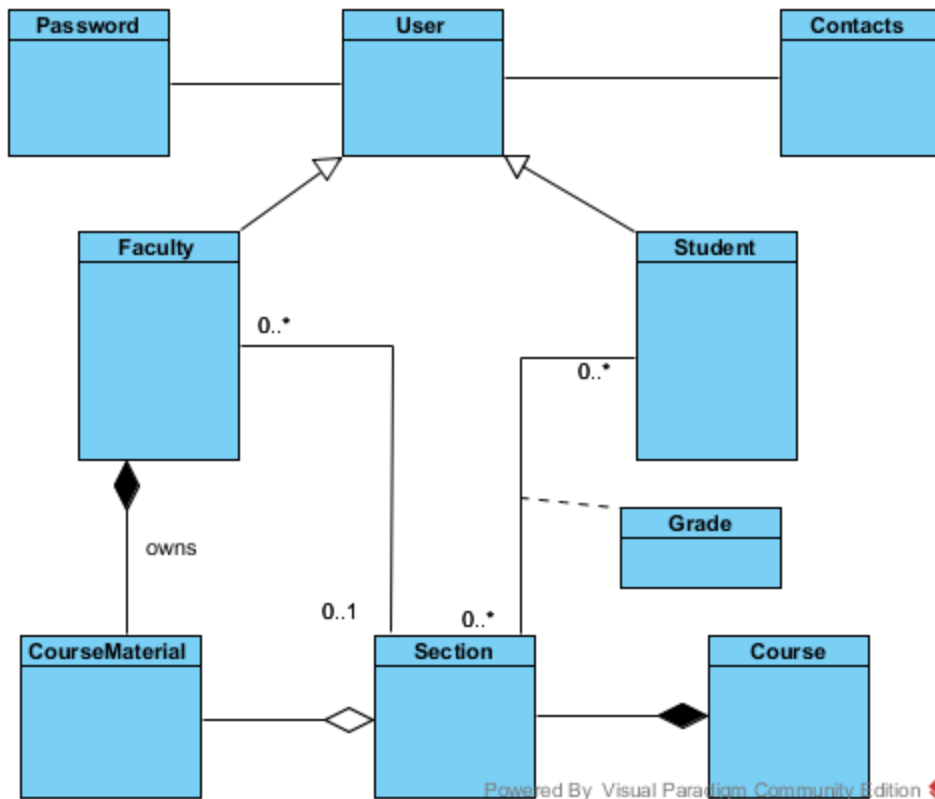 Password
User
Contacts
Faculty
Student
0..*
0..*
Grade
owns
0..1
0..*
CourseMaterial
Section
Course
Powered By Visual Paradigm Community Edition